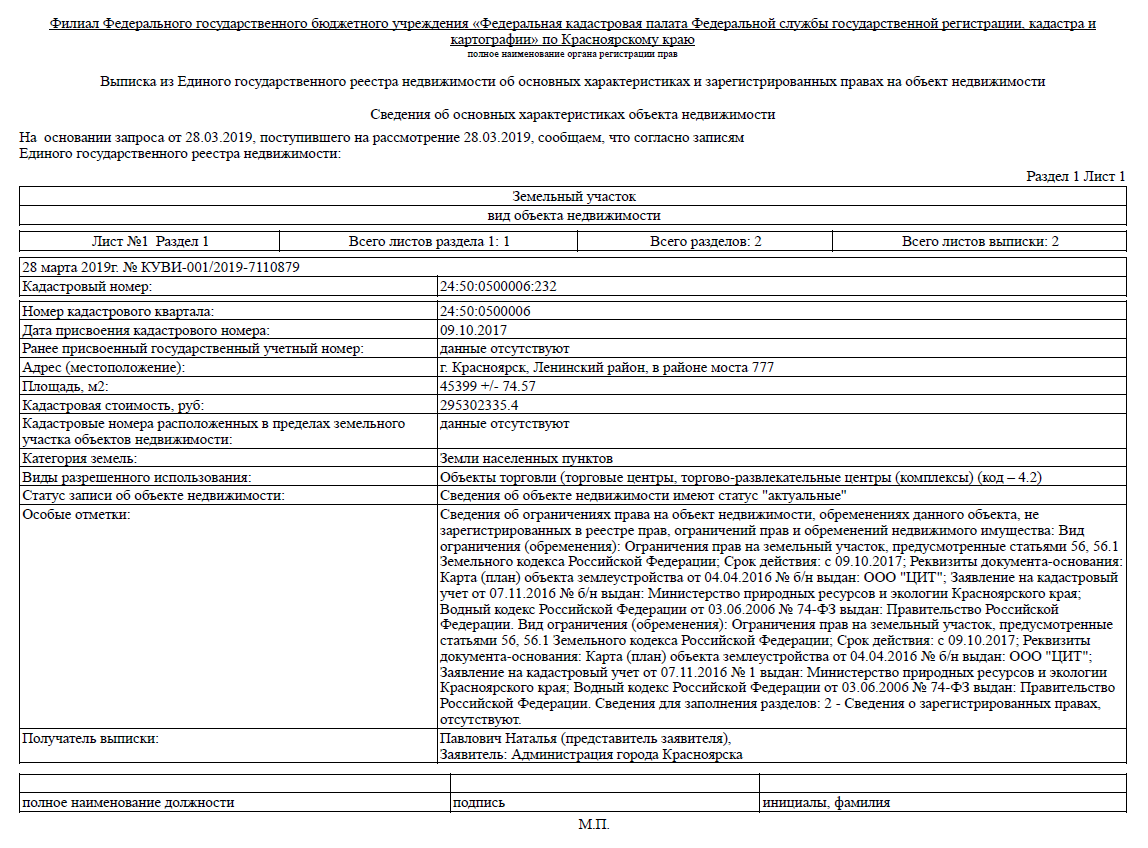 Филиал Федерального государственного бюджетного учреждения «Федеральная кадастровая палата Федеральной службы государственной регистрации, кадастра и
картографии» по Красноярскому краю
полное наименование органа регистрации прав
Выписка из Единого государственного реестра недвижимости об основных характеристиках и зарегистрированных правах на объект недвижимости
Сведения об основных характеристиках объекта недвижимости
На основании запроса от 28.03.2019, поступившего на рассмотрение 28.03.2019, сообщаем, что согласно записям
Единого государственного реестра недвижимости:
Раздел 1 Лист 1
Земельный участок
вид объекта недвижимости
Лист №1 Раздел 1 Всего листов раздела 1: 1 Всего разделов: 2 Всего листов выписки: 2
28 марта 2019г. № КУВИ-001/2019-7110879
Кадастровый номер: 24:50:0500006:232
Номер кадастрового квартала: 24:50:0500006
Дата присвоения кадастрового номера: 09.10.2017
Ранее присвоенный государственный учетный номер: данные отсутствуют
Адрес (местоположение): г. Красноярск, Ленинский район, в районе моста 777
Площадь, м2: 45399 +/- 74.57
Кадастровая стоимость, руб: 295302335.4
Кадастровые номера расположенных в пределах земельного данные отсутствуют
участка объектов недвижимости:
Категория земель: Земли населенных пунктов
Виды разрешенного использования: Объекты торговли (торговые центры, торгово-развлекательные центры (комплексы) (код – 4.2)
Статус записи об объекте недвижимости: Сведения об объекте недвижимости имеют статус "актуальные"
Особые отметки: Сведения об ограничениях права на объект недвижимости, обременениях данного объекта, не
зарегистрированных в реестре прав, ограничений прав и обременений недвижимого имущества: Вид
ограничения (обременения): Ограничения прав на земельный участок, предусмотренные статьями 56, 56.1
Земельного кодекса Российской Федерации; Срок действия: с 09.10.2017; Реквизиты документа-основания:
Карта (план) объекта землеустройства от 04.04.2016 № б/н выдан: ООО "ЦИТ"; Заявление на кадастровый
учет от 07.11.2016 № б/н выдан: Министерство природных ресурсов и экологии Красноярского края;
Водный кодекс Российской Федерации от 03.06.2006 № 74-ФЗ выдан: Правительство Российской
Федерации. Вид ограничения (обременения): Ограничения прав на земельный участок, предусмотренные
статьями 56, 56.1 Земельного кодекса Российской Федерации; Срок действия: с 09.10.2017; Реквизиты
документа-основания: Карта (план) объекта землеустройства от 04.04.2016 № б/н выдан: ООО "ЦИТ";
Заявление на кадастровый учет от 07.11.2016 № 1 выдан: Министерство природных ресурсов и экологии
Красноярского края; Водный кодекс Российской Федерации от 03.06.2006 № 74-ФЗ выдан: Правительство
Российской Федерации. Сведения для заполнения разделов: 2 - Сведения о зарегистрированных правах,
отсутствуют.
Получатель выписки: Павлович Наталья (представитель заявителя),
Заявитель: Администрация города Красноярска
полное наименование должности подпись инициалы, фамилия
М.П.